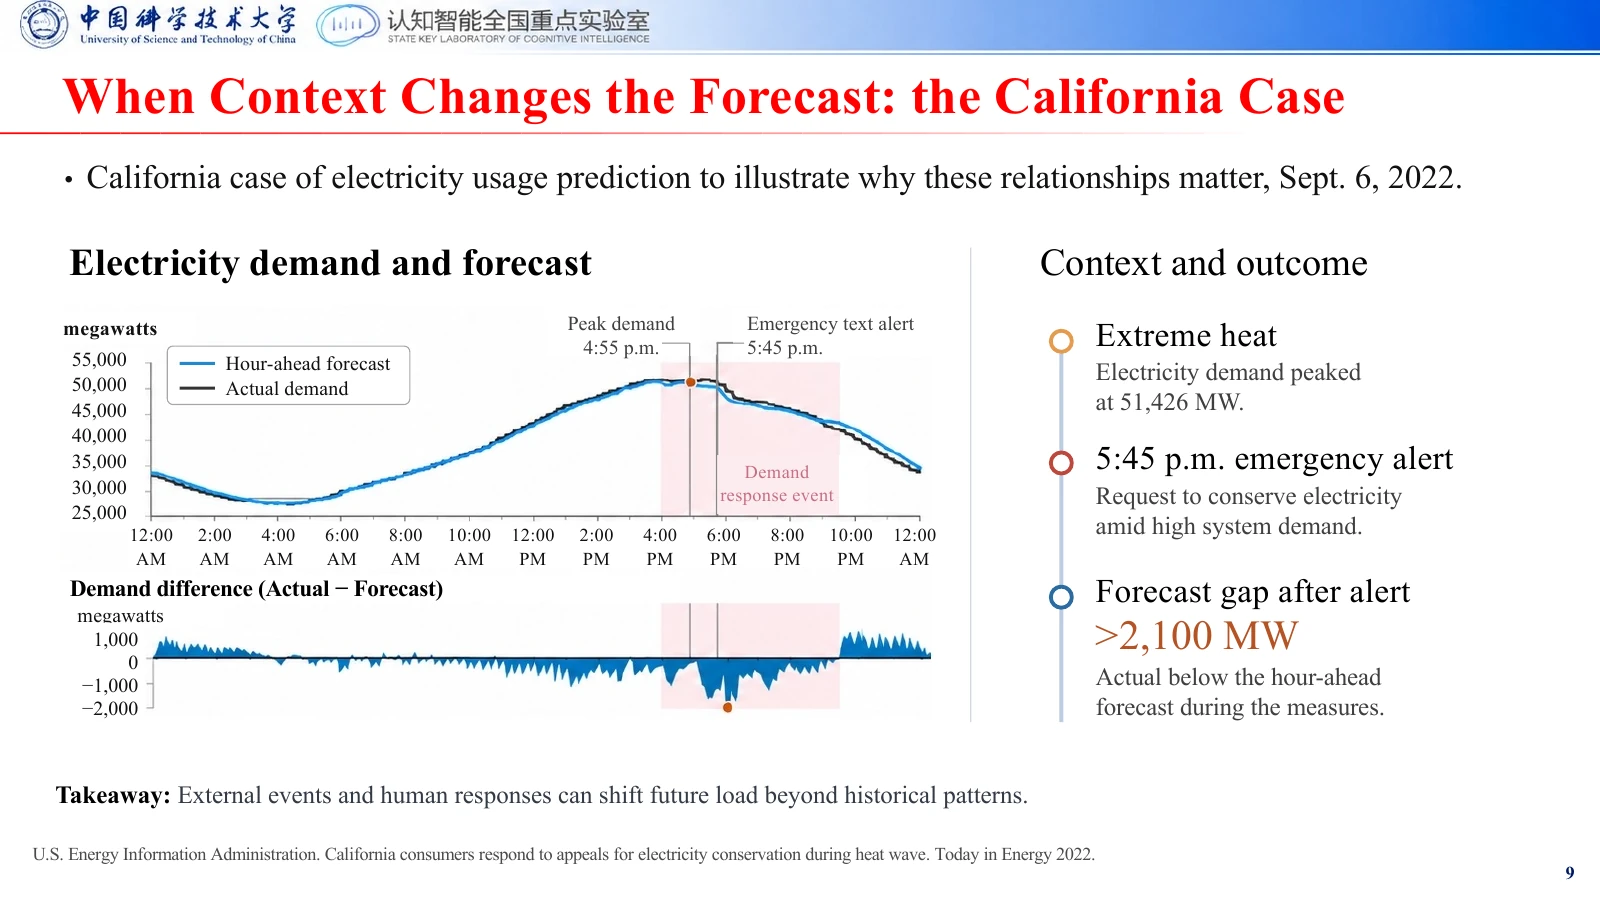 中国科学技术大学
University of Science and Technology of China
认知智能全国重点实验室
STATE KEY LABORATORY OF COGNITIVE INTELLIGENCE
When Context Changes the Forecast: the California Case
• California case of electricity usage prediction to illustrate why these relationships matter, Sept. 6, 2022.
Electricity demand and forecast
megawatts
Peak demand
4:55 p.m.
Emergency text alert
5:45 p.m.
Hour-ahead forecast
Actual demand
55,000
50,000
45,000
40,000
35,000
30,000
25,000
Demand
response event
12:00 AM
2:00 AM
4:00 AM
6:00 AM
8:00 AM
10:00 AM
12:00 PM
2:00 PM
4:00 PM
6:00 PM
8:00 PM
10:00 PM
12:00 AM
Demand difference (Actual − Forecast)
megawatts
1,000
0
−1,000
−2,000
Context and outcome
Extreme heat
Electricity demand peaked
at 51,426 MW.
5:45 p.m. emergency alert
Request to conserve electricity
amid high system demand.
Forecast gap after alert
>2,100 MW
Actual below the hour-ahead
forecast during the measures.
Takeaway: External events and human responses can shift future load beyond historical patterns.
U.S. Energy Information Administration. California consumers respond to appeals for electricity conservation during heat wave. Today in Energy 2022.
9